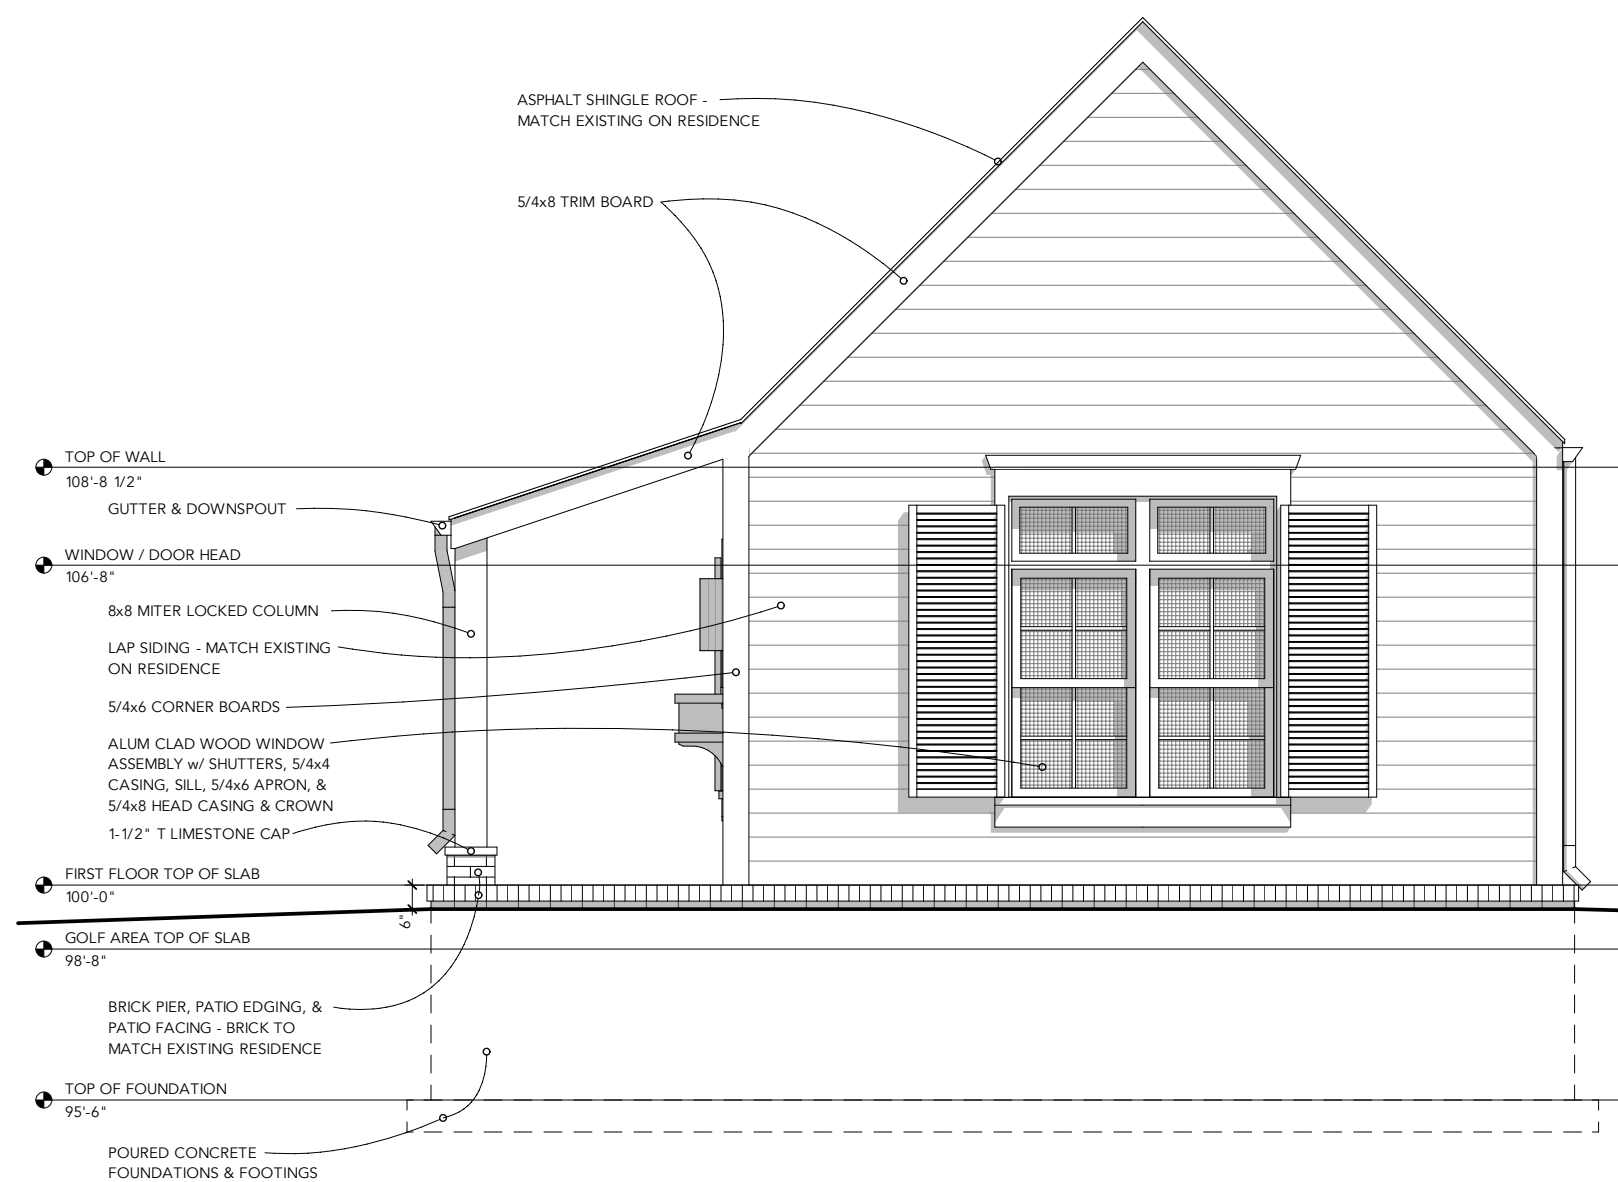 ASPHALT SHINGLE ROOF -
MATCH EXISTING ON RESIDENCE
5/4x8 TRIM BOARD
TOP OF WALL
108'-8 1/2"
GUTTER & DOWNSPOUT
WINDOW / DOOR HEAD
106'-8"
8x8 MITER LOCKED COLUMN
LAP SIDING - MATCH EXISTING
ON RESIDENCE
5/4x6 CORNER BOARDS
ALUM CLAD WOOD WINDOW
ASSEMBLY w/ SHUTTERS, 5/4x4
CASING, SILL, 5/4x6 APRON, &
5/4x8 HEAD CASING & CROWN
1-1/2" T LIMESTONE CAP
FIRST FLOOR TOP OF SLAB
100'-0"
6"
GOLF AREA TOP OF SLAB
98'-8"
BRICK PIER, PATIO EDGING, &
PATIO FACING - BRICK TO
MATCH EXISTING RESIDENCE
TOP OF FOUNDATION
95'-6"
POURED CONCRETE
FOUNDATIONS & FOOTINGS